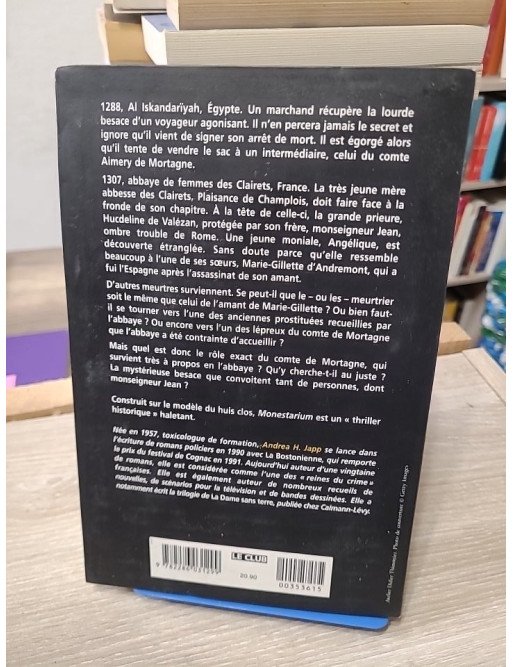 1288, Al Iskandarïyah, Égypte. Un marchand récupère la lourde
besace d'un voyageur agonisant. Il n'en percera jamais le secret et
ignore qu'il vient de signer son arrêt de mort. Il est égorgé alors
qu'il tente de vendre le sac à un intermédiaire, celui du comte
Aimery de Mortagne.
1307, abbaye de femmes des Clairets, France. La très jeune mère
abbesse des Clairets, Plaisance de Champlois, doit faire face à la
fronde de son chapitre. À la tête de celle-ci, la grande prieure,
Hucdeline de Valézan, protégée par son frère, monseigneur Jean,
ombre trouble de Rome. Une jeune moniale, Angélique, est
découverte étranglée. Sans doute parce qu'elle ressemble
beaucoup à l'une de ses sœurs, Marie-Gillette d'Andremont, qui a
fui l'Espagne après l'assassinat de son amant.
D'autres meurtres surviennent. Se peut-il que le – ou les – meurtrier
soit le même que celui de l'amant de Marie-Gillette ? Ou bien faut-
il se tourner vers l'une des anciennes prostituées recueillies par
l'abbaye ? Ou encore vers l'un des lépreux du comte de Mortagne
que l'abbaye a été contrainte d'accueillir ?
Mais quel est donc le rôle exact du comte de Mortagne, qui
survient très à propos en l'abbaye ? Qu'y cherche-t-il au juste ?
La mystérieuse besace que convoitent tant de personnes, dont
monseigneur Jean ?
Construit sur le modèle du huis clos, Monestarium est un « thriller
historique » haletant.
Née en 1957, toxicologue de formation, Andrea H. Japp se lance dans
l'écriture de romans policiers en 1990 avec La Bostonienne, qui remporte
le prix du festival de Cognac en 1991. Aujourd'hui auteur d'une vingtaine
de romans, elle est considérée comme l'une des « reines du crime »
françaises. Elle est également auteur de nombreux recueils de
nouvelles, de scénarios pour la télévision et de bandes dessinées. Elle a
notamment écrit la trilogie de La Dame sans terre, publiée chez Calmann-Lévy.
Atelier Didier Thimonier. Photo de couverture © Getty Images
LE CLUB
20.90
00353615